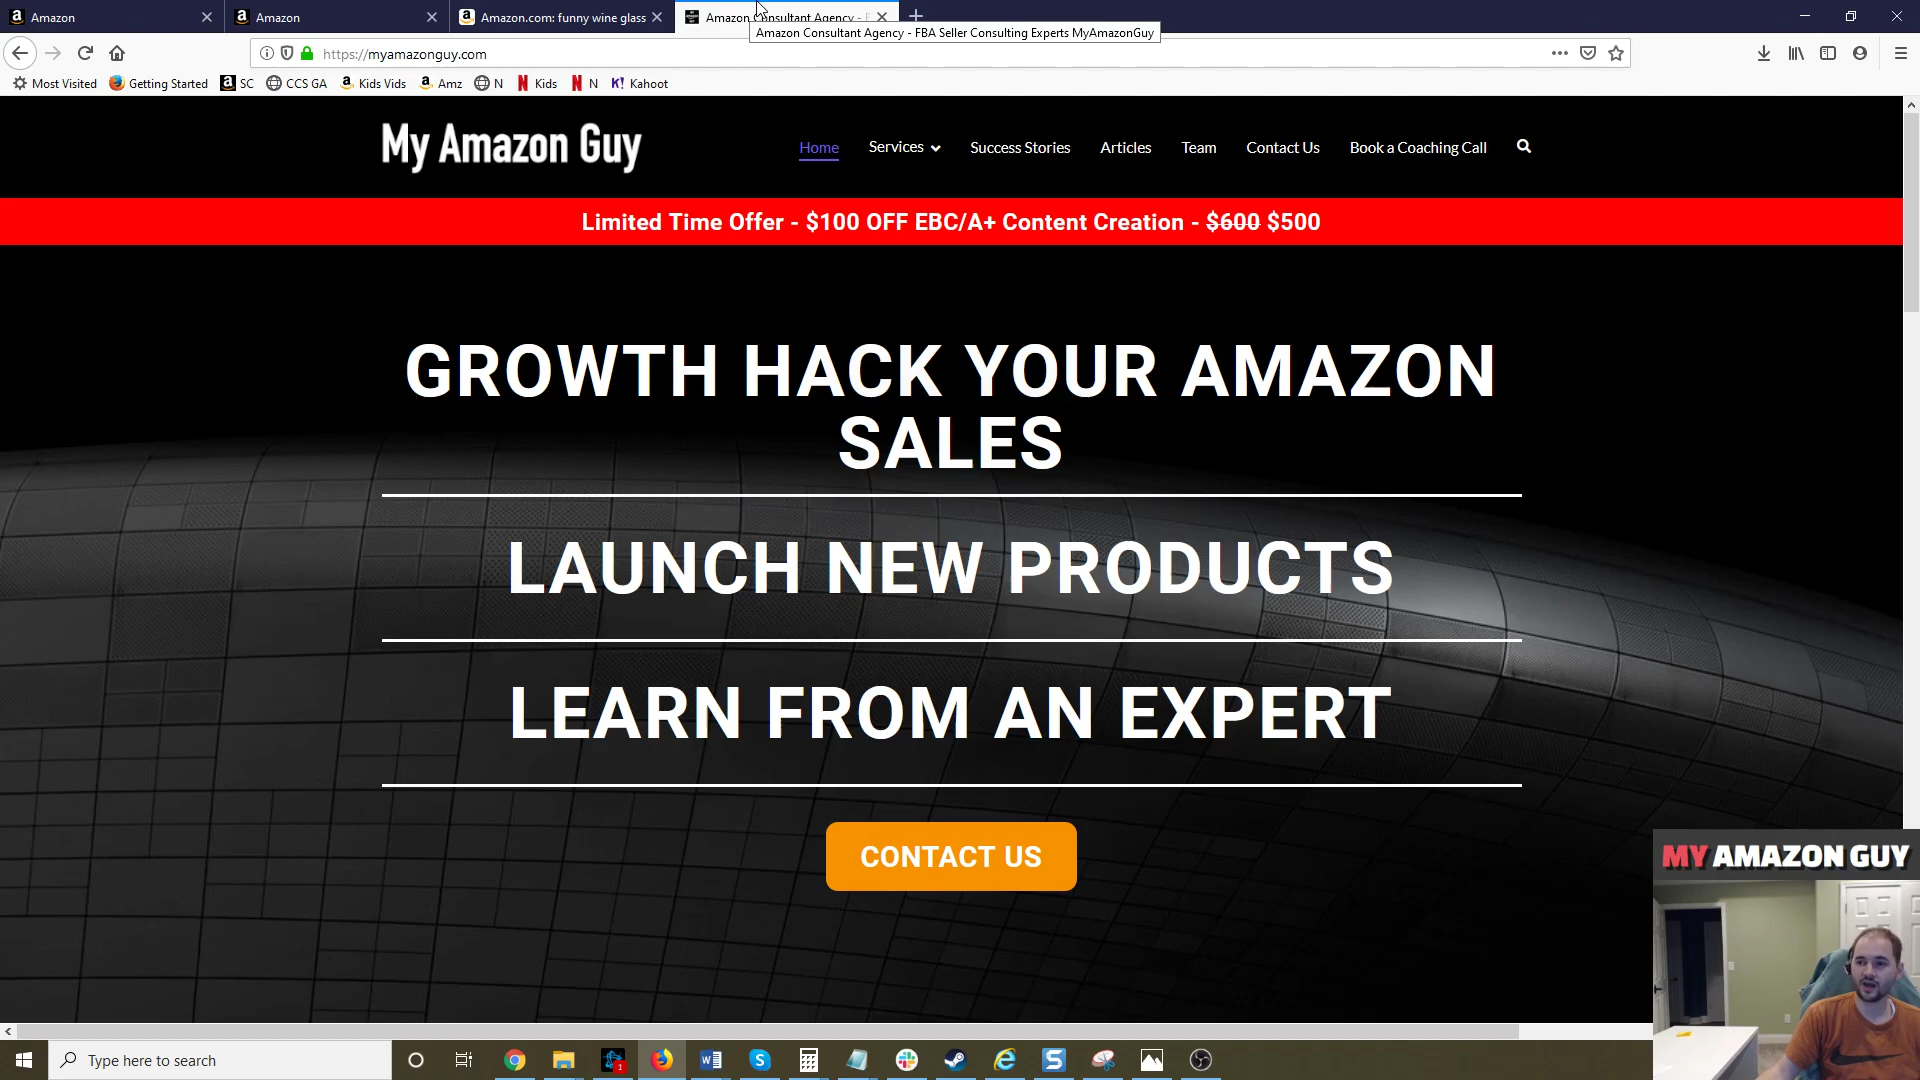 Amazon
Amazon
Amazon.com: funny wine glass
Amazon Consultant Agency -
Amazon Consultant Agency - FBA Seller Consulting Experts MyAmazonGuy
https://myamazonguy.com
Most Visited
Getting Started
SC
CCS GA
Kids Vids
Amz
N
Kids
N
Kahoot
My Amazon Guy
Home
Services
Success Stories
Articles
Team
Contact Us
Book a Coaching Call
Limited Time Offer - $100 OFF EBC/A+ Content Creation - $600 $500
GROWTH HACK YOUR AMAZON
SALES
LAUNCH NEW PRODUCTS
LEARN FROM AN EXPERT
CONTACT US
MY AMAZON GUY
Type here to search
1